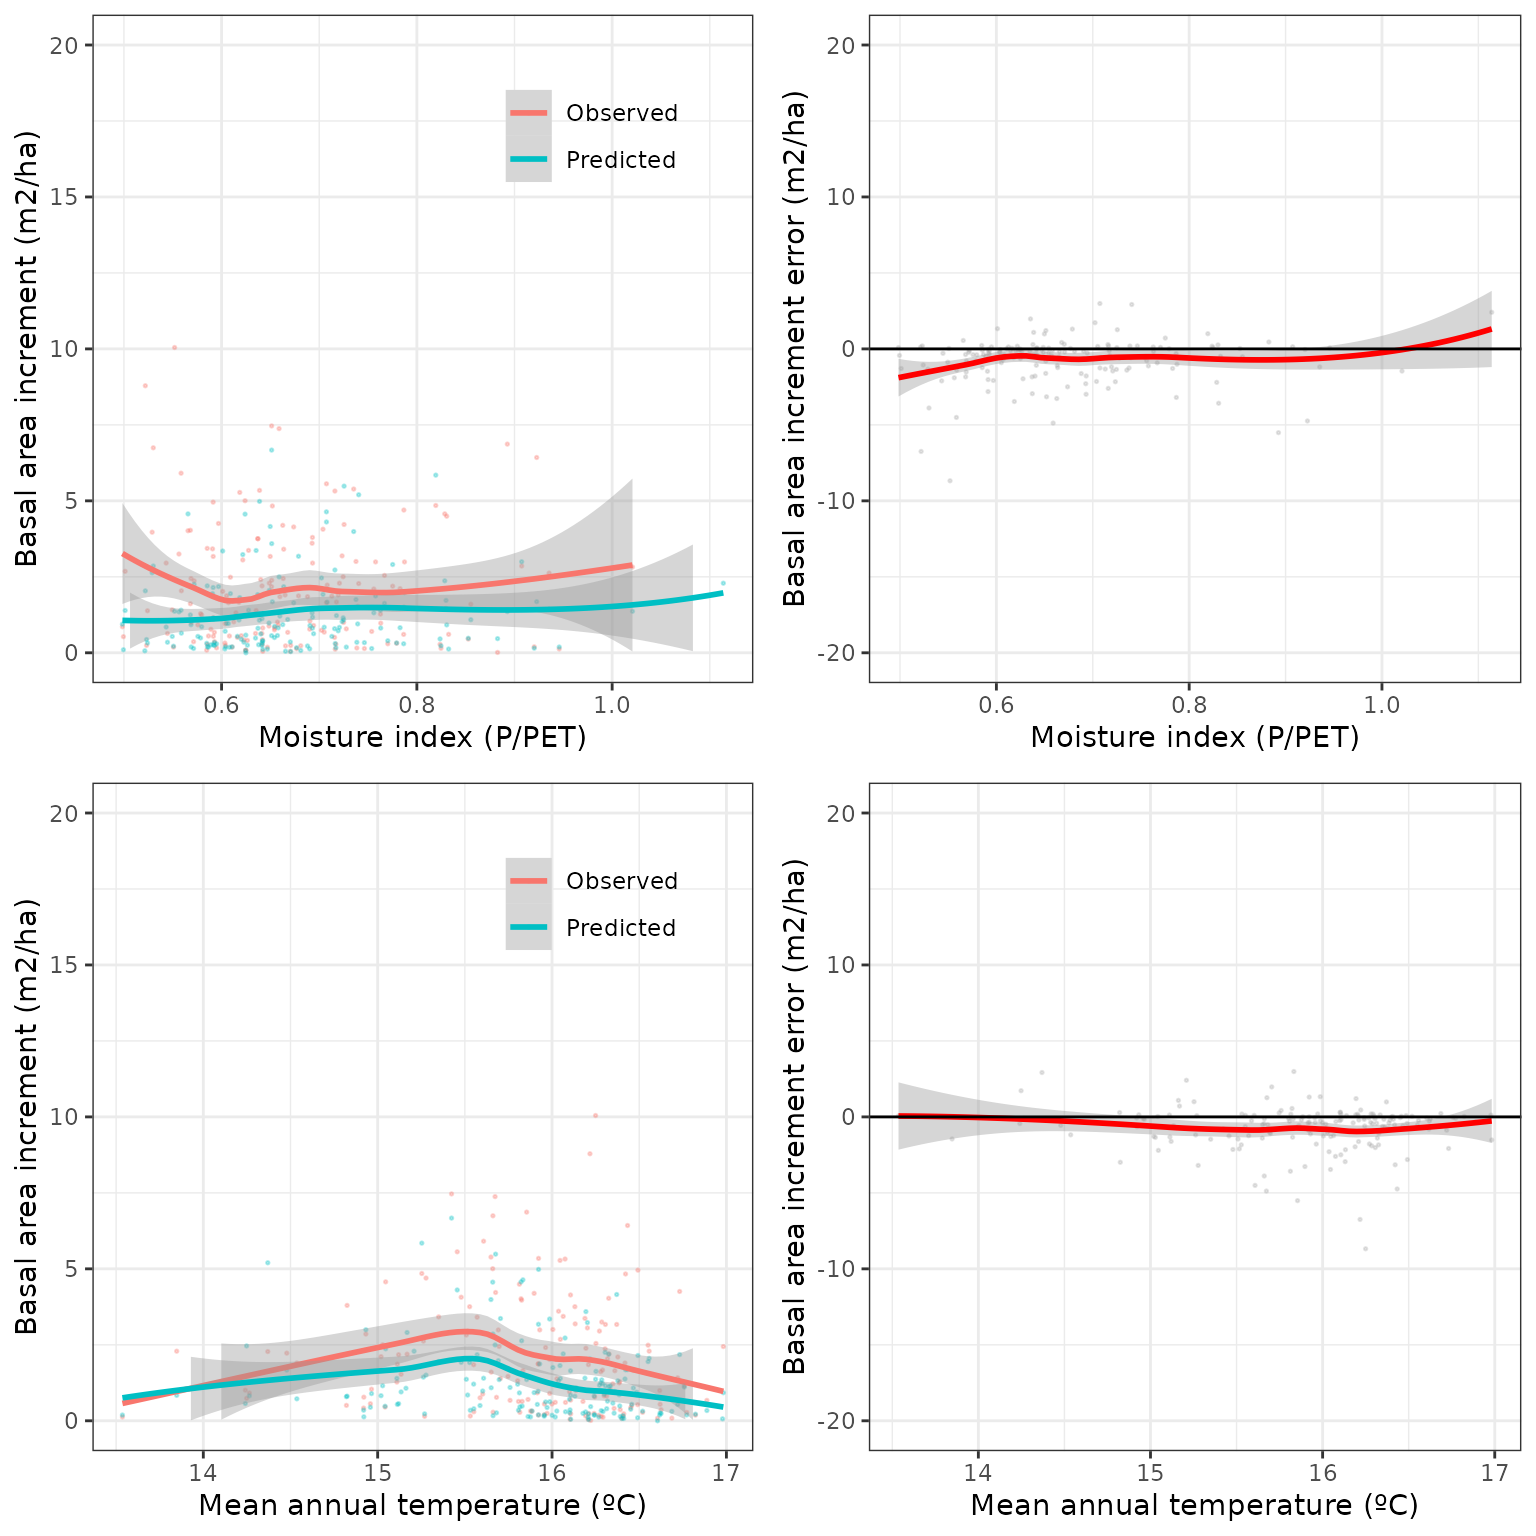 Basal area increment (m2/ha)
20
15
10
5
0
Observed
Predicted
0.6 0.8 1.0
Moisture index (P/PET)
Basal area increment error (m2/ha)
20
10
0
-10
-20
0.6 0.8 1.0
Moisture index (P/PET)
Basal area increment (m2/ha)
20
15
10
5
0
Observed
Predicted
14 15 16 17
Mean annual temperature (ºC)
Basal area increment error (m2/ha)
20
10
0
-10
-20
14 15 16 17
Mean annual temperature (ºC)